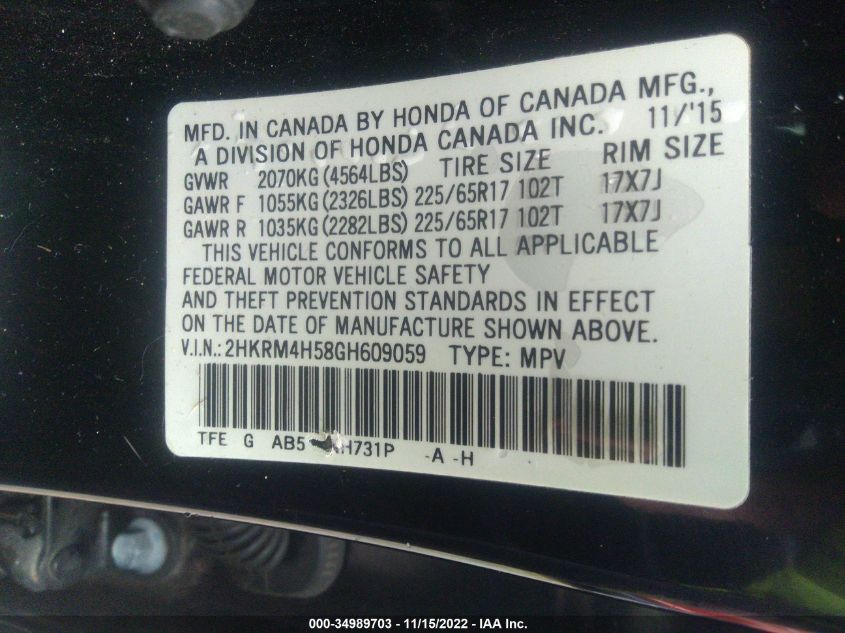 MFD. IN CANADA BY HONDA OF CANADA MFG.,
A DIVISION OF HONDA CANADA INC. 11/'15
GVWR 2070KG (4564LBS) TIRE SIZE RIM SIZE
GAWR F 1055KG (2326LBS) 225/65R17 102T 17X7J
GAWR R 1035KG (2282LBS) 225/65R17 102T 17X7J
THIS VEHICLE CONFORMS TO ALL APPLICABLE
FEDERAL MOTOR VEHICLE SAFETY
AND THEFT PREVENTION STANDARDS IN EFFECT
ON THE DATE OF MANUFACTURE SHOWN ABOVE.
V.I.N.: 2HKRM4H58GH609059 TYPE: MPV
TFE G AB5 H731P -A -H
000-34989703 - 11/15/2022 - IAA Inc.